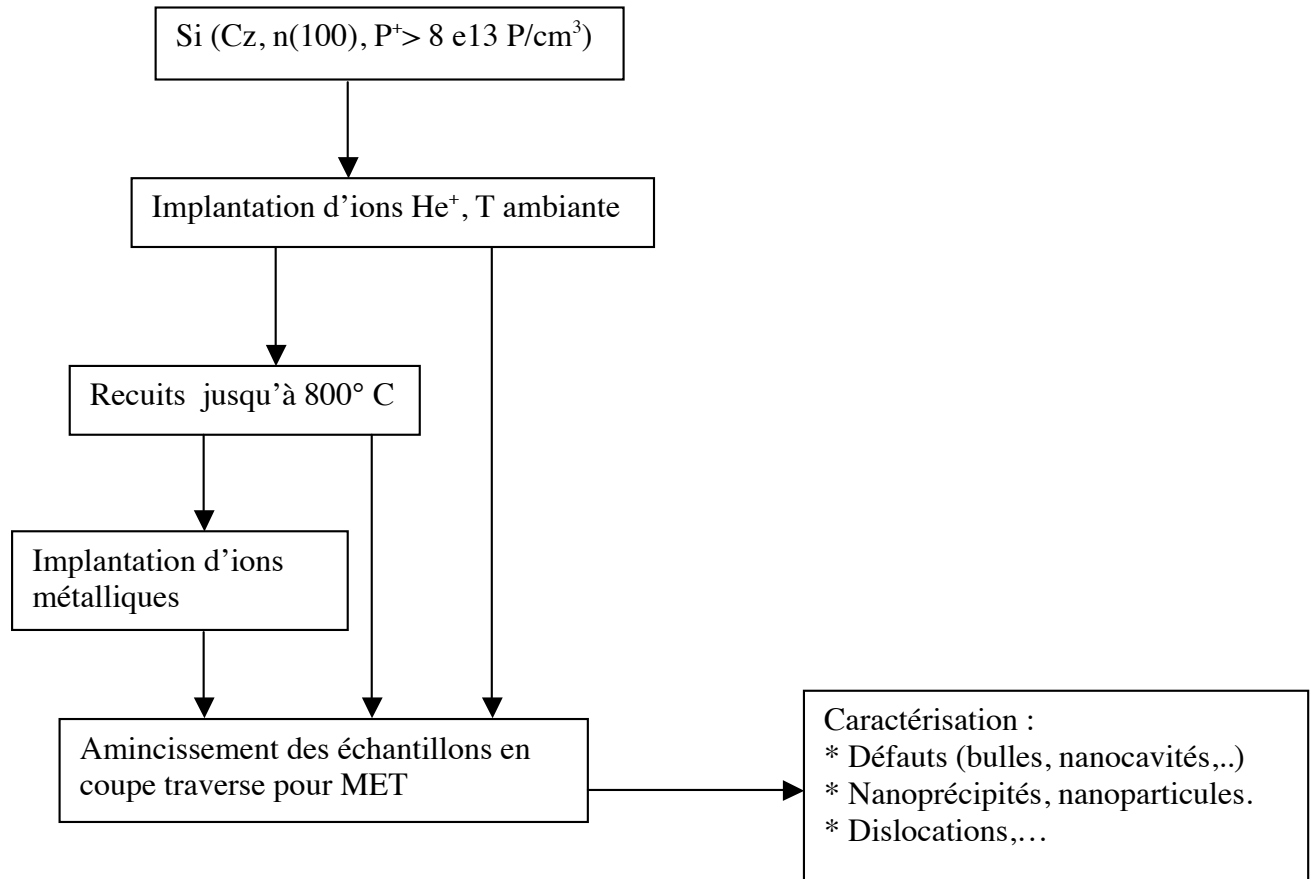 Si (Cz, n(100), P⁺> 8 e13 P/cm³)
Implantation d’ions He⁺, T ambiante
Recuits  jusqu’à 800° C
Implantation d’ions
métalliques
Amincissement des échantillons en
coupe traverse pour MET
Caractérisation :
* Défauts (bulles, nanocavités,..)
* Nanoprécipités, nanoparticules.
* Dislocations,…